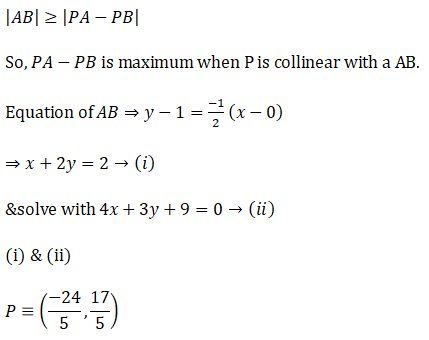 |AB| ≥ |PA − PB|
So, PA − PB is maximum when P is collinear with a AB.
Equation of AB ⇒ y − 1 = −1/2 (x − 0)
⇒ x + 2y = 2 → (i)
&solve with 4x + 3y + 9 = 0 → (ii)
(i) & (ii)
P ≡ (−24/5, 17/5)